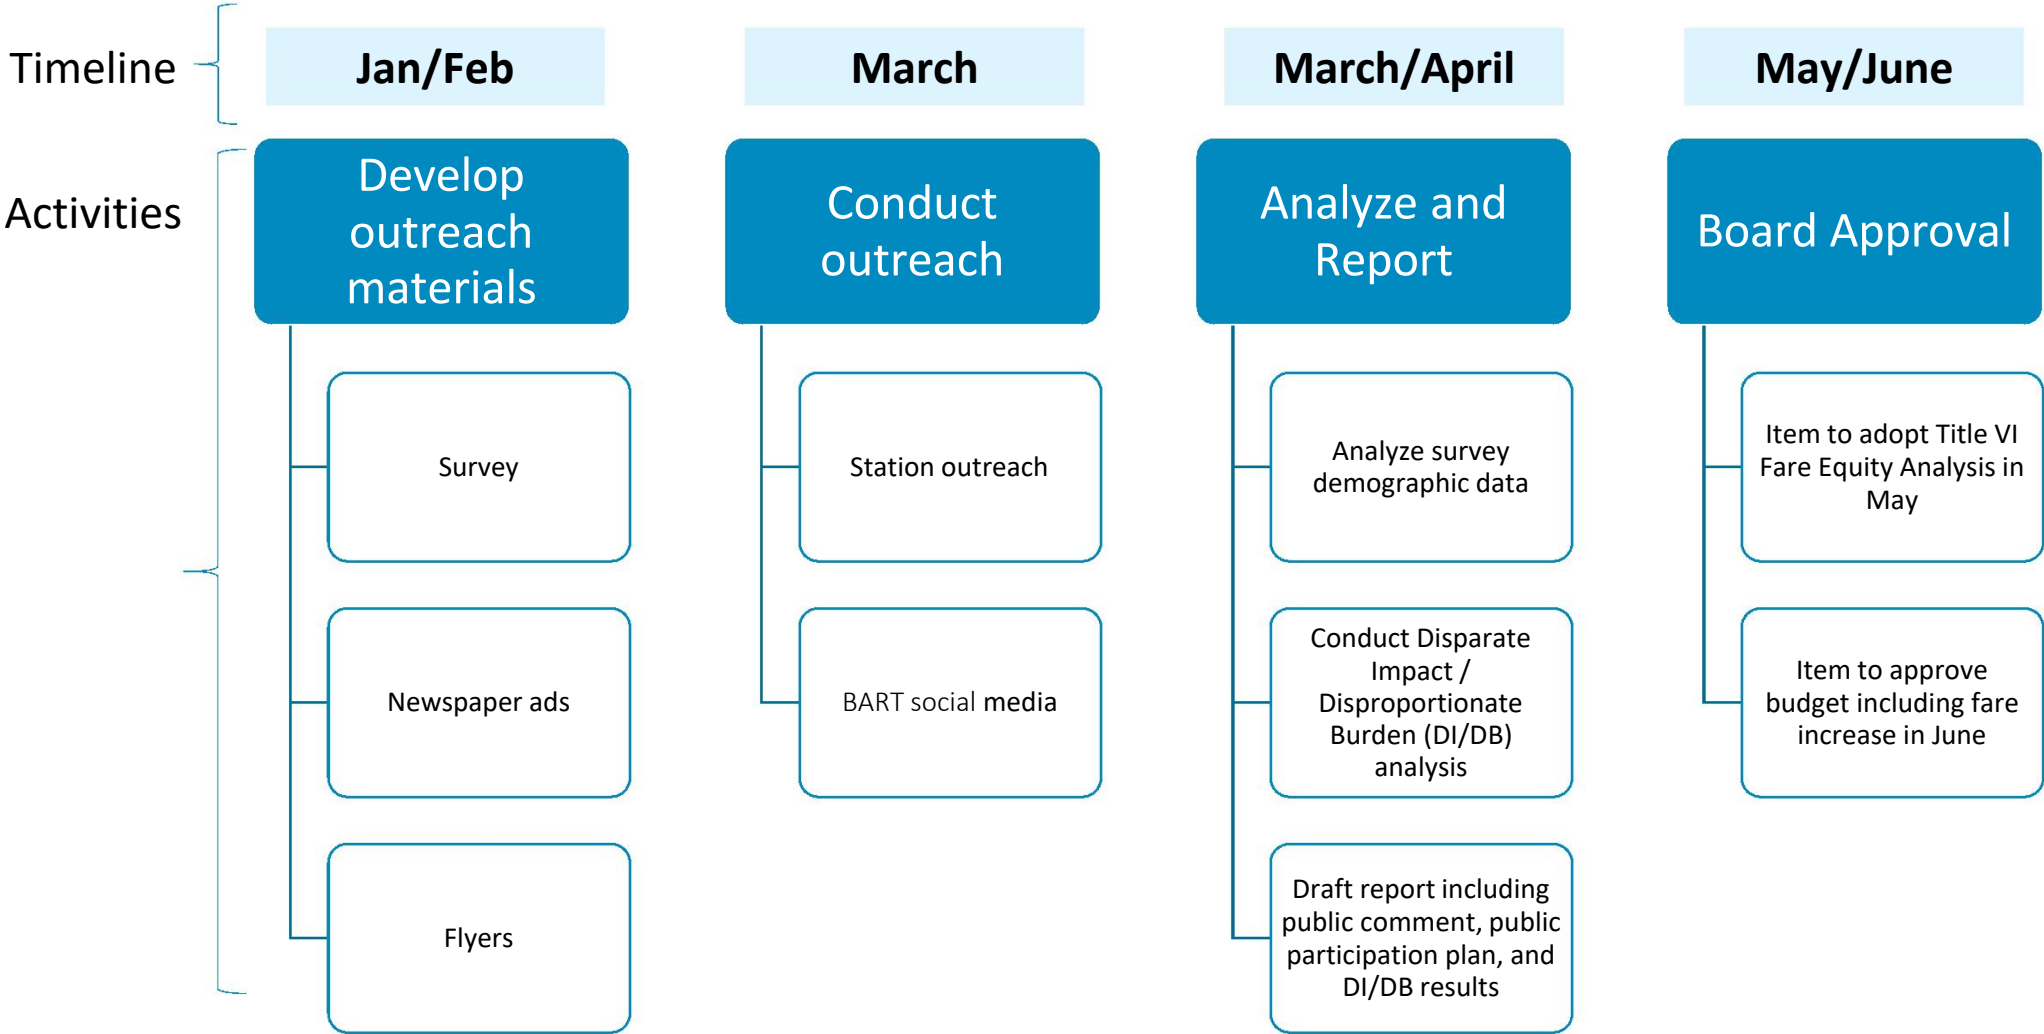 Timeline
Jan/Feb
March
March/April
May/June
Activities
Develop
outreach
materials
Survey
Newspaper ads
Flyers
Conduct
outreach
Station outreach
BART social media
Analyze and
Report
Analyze survey
demographic data
Conduct Disparate
Impact /
Disproportionate
Burden (DI/DB)
analysis
Draft report including
public comment, public
participation plan, and
DI/DB results
Board Approval
Item to adopt Title VI
Fare Equity Analysis in
May
Item to approve
budget including fare
increase in June